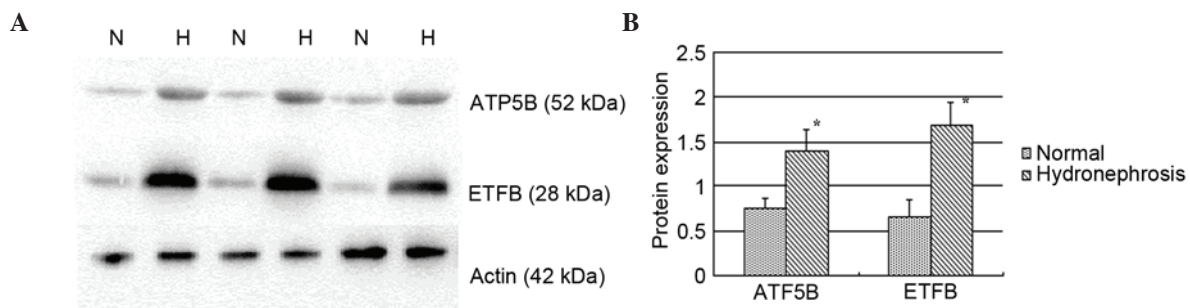 A
N H N H N H
ATP5B (52 kDa)
ETFB (28 kDa)
Actin (42 kDa)
B
Protein expression
2.5
2
1.5
1
0.5
0
* *
ATF5B ETFB
Normal
Hydronephrosis